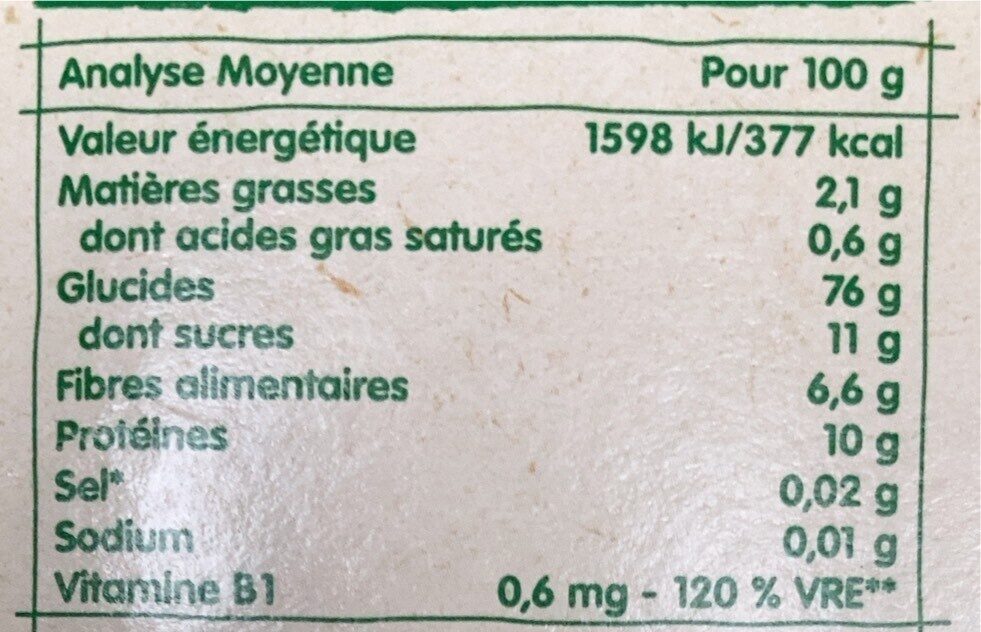 Analyse Moyenne Pour 100 g
Valeur énergétique 1598 kJ/377 kcal
Matières grasses 2,1 g
dont acides gras saturés 0,6 g
Glucides 76 g
dont sucres 11 g
Fibres alimentaires 6,6 g
Protéines 10 g
Sel* 0,02 g
Sodium 0,01 g
Vitamine B1 0,6 mg - 120 % VRE**